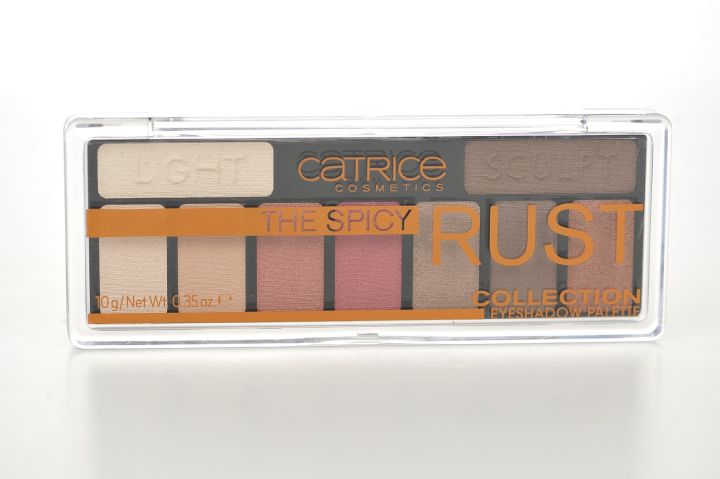 LIGHT
CATRICE
COSMETICS
SCULPT
THE SPICY
RUST
10 g / Net Wt. 0.35 oz. ℮
COLLECTION
EYESHADOW PALETTE